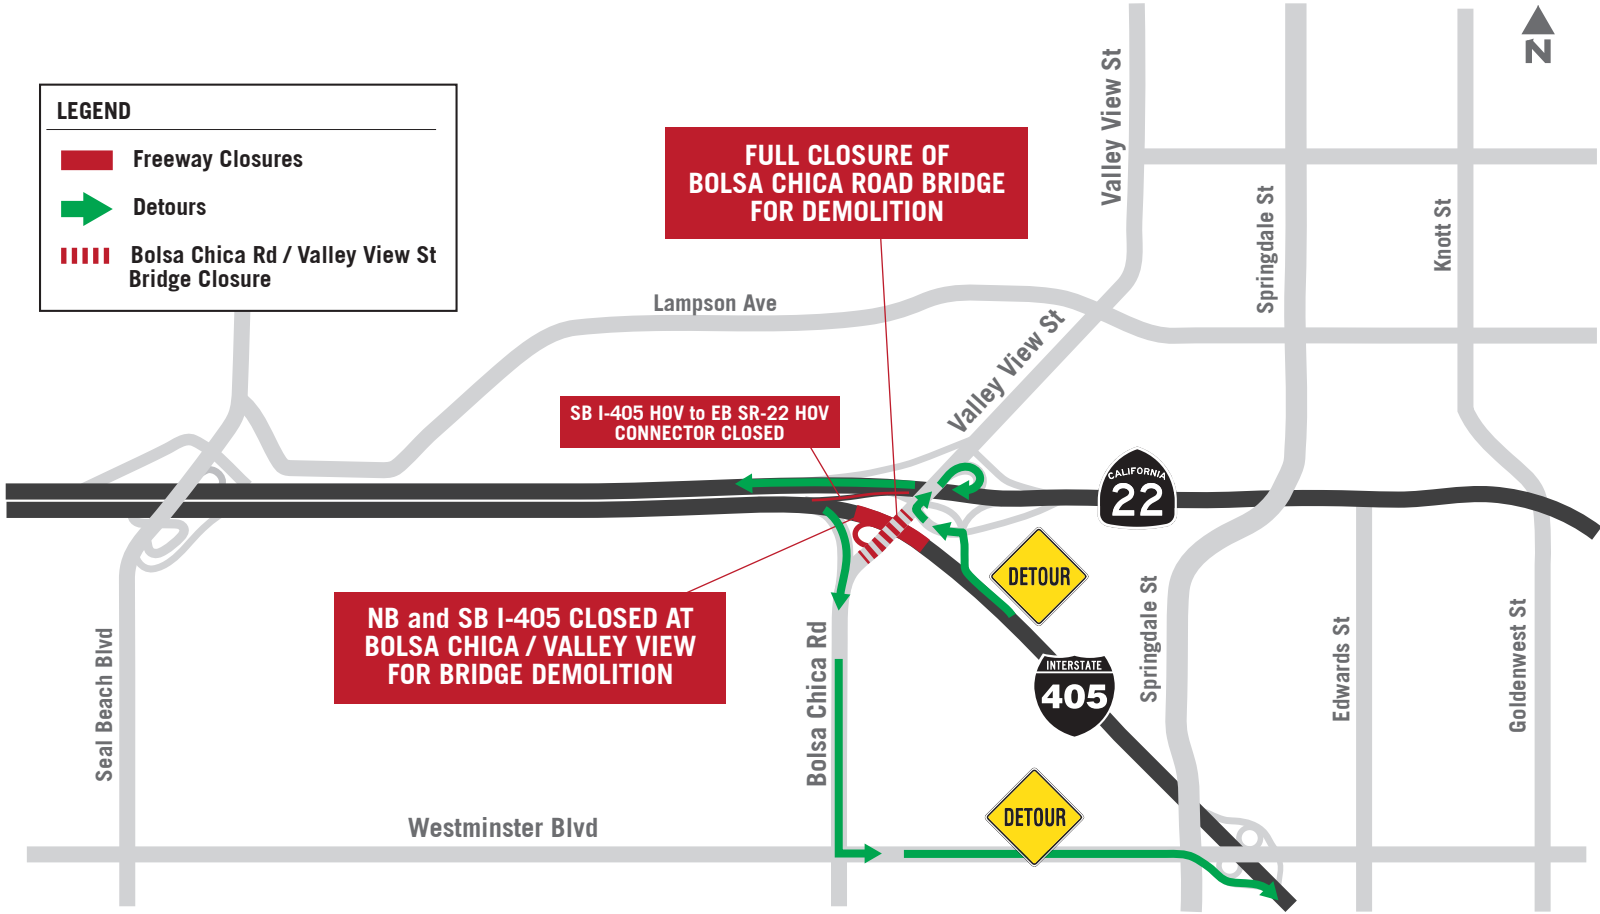 N
LEGEND
Freeway Closures
Detours
Bolsa Chica Rd / Valley View St
Bridge Closure
FULL CLOSURE OF
BOLSA CHICA ROAD BRIDGE
FOR DEMOLITION
Valley View St
Springdale St
Knott St
Lampson Ave
Valley View St
SB I-405 HOV to EB SR-22 HOV
CONNECTOR CLOSED
CALIFORNIA
22
DETOUR
NB and SB I-405 CLOSED AT
BOLSA CHICA / VALLEY VIEW
FOR BRIDGE DEMOLITION
INTERSTATE
405
Seal Beach Blvd
Bolsa Chica Rd
Springdale St
Edwards St
Goldenwest St
DETOUR
Westminster Blvd